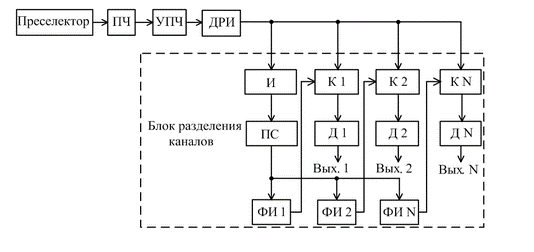 Преселектор ПЧ УПЧ ДРИ
И К 1 К 2 К N
Блок разделения
каналов
ПС Д 1 Д 2 Д N
Вых. 1 Вых. 2 Вых. N
ФИ 1 ФИ 2 ФИ N